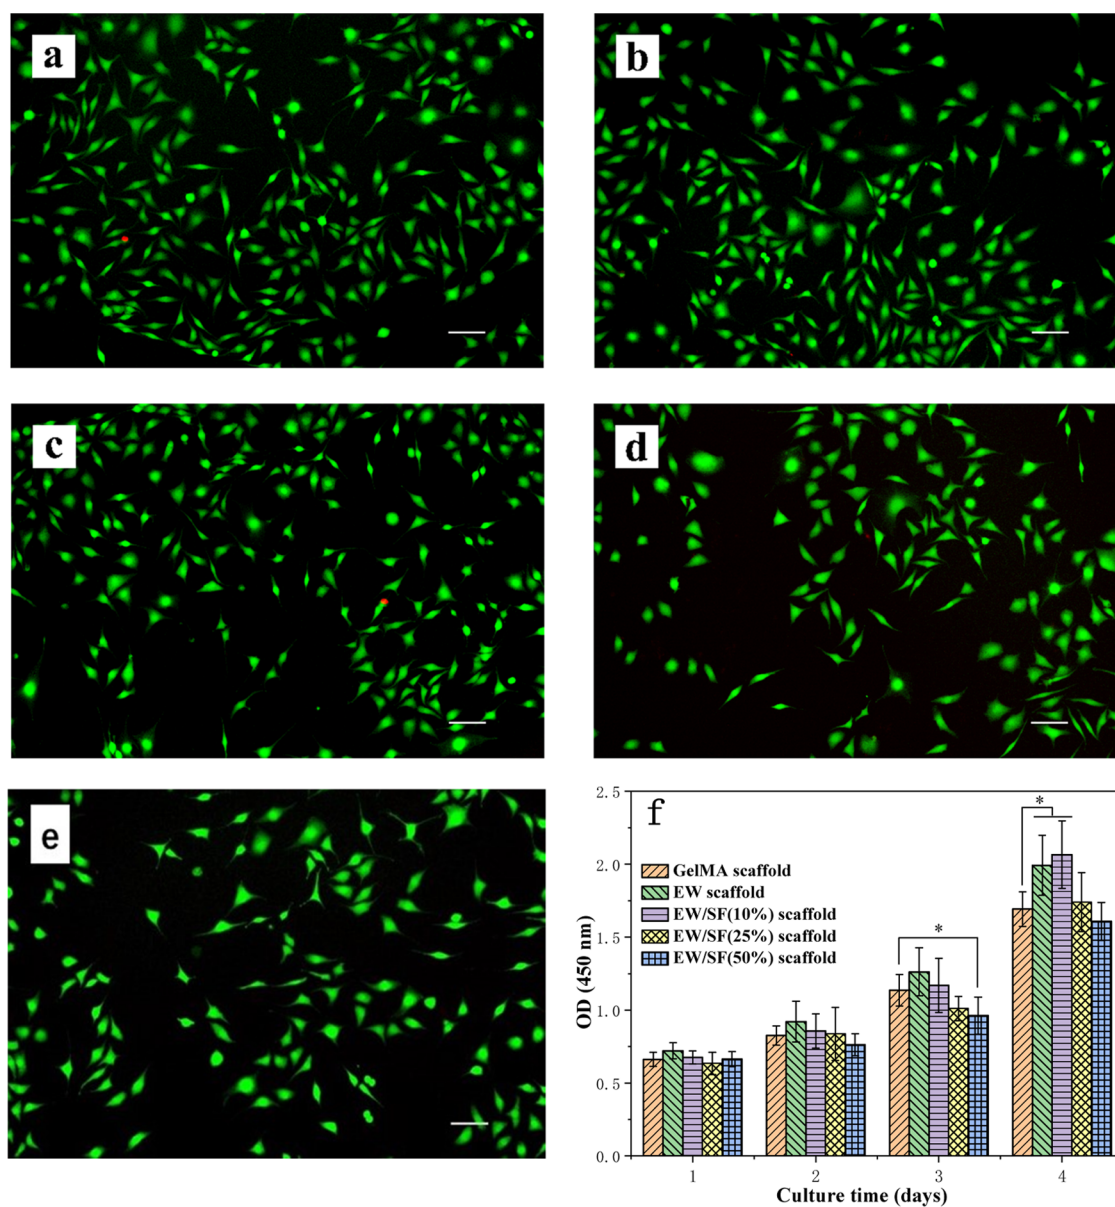 a
b
c
d
e
f
GelMA scaffold
EW scaffold
EW/SF(10%) scaffold
EW/SF(25%) scaffold
EW/SF(50%) scaffold
*
*
OD (450 nm)
2.5
2.0
1.5
1.0
0.5
0.0
1 2 3 4
Culture time (days)